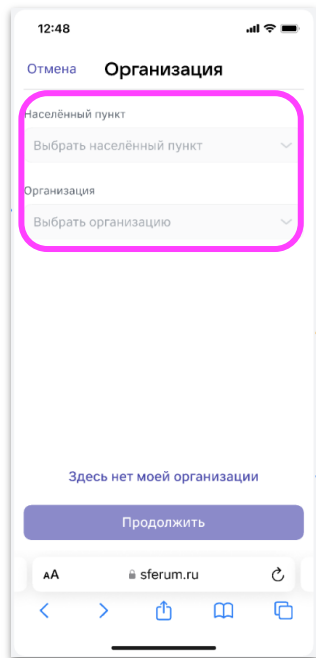 12:48
Отмена Организация
Населённый пункт
Выбрать населённый пункт
Организация
Выбрать организацию
Здесь нет моей организации
Продолжить
АА sferum.ru